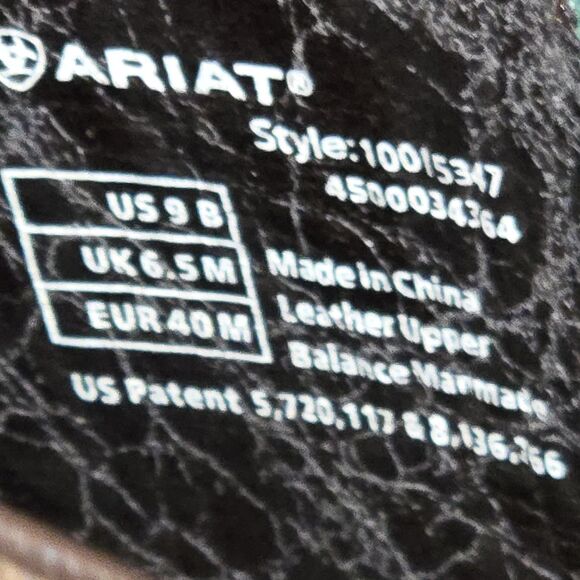 ARIAT®
Style:10015347
4500034364
US 9 B
UK 6.5 M
EUR 40 M
Made in China
Leather Upper
Balance Manmade
US Patent 5,720,117 & 8,136,266